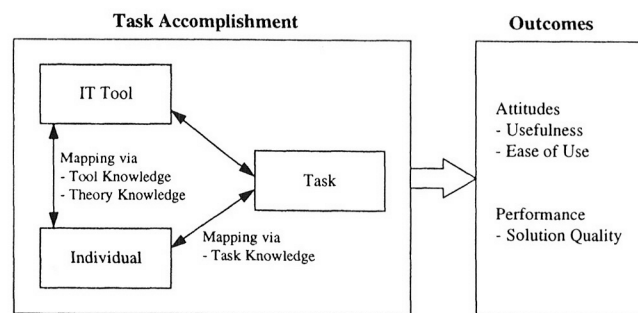 Task Accomplishment
Outcomes
IT Tool
Mapping via
- Tool Knowledge
- Theory Knowledge
Individual
Task
Mapping via
- Task Knowledge
Attitudes
- Usefulness
- Ease of Use
Performance
- Solution Quality